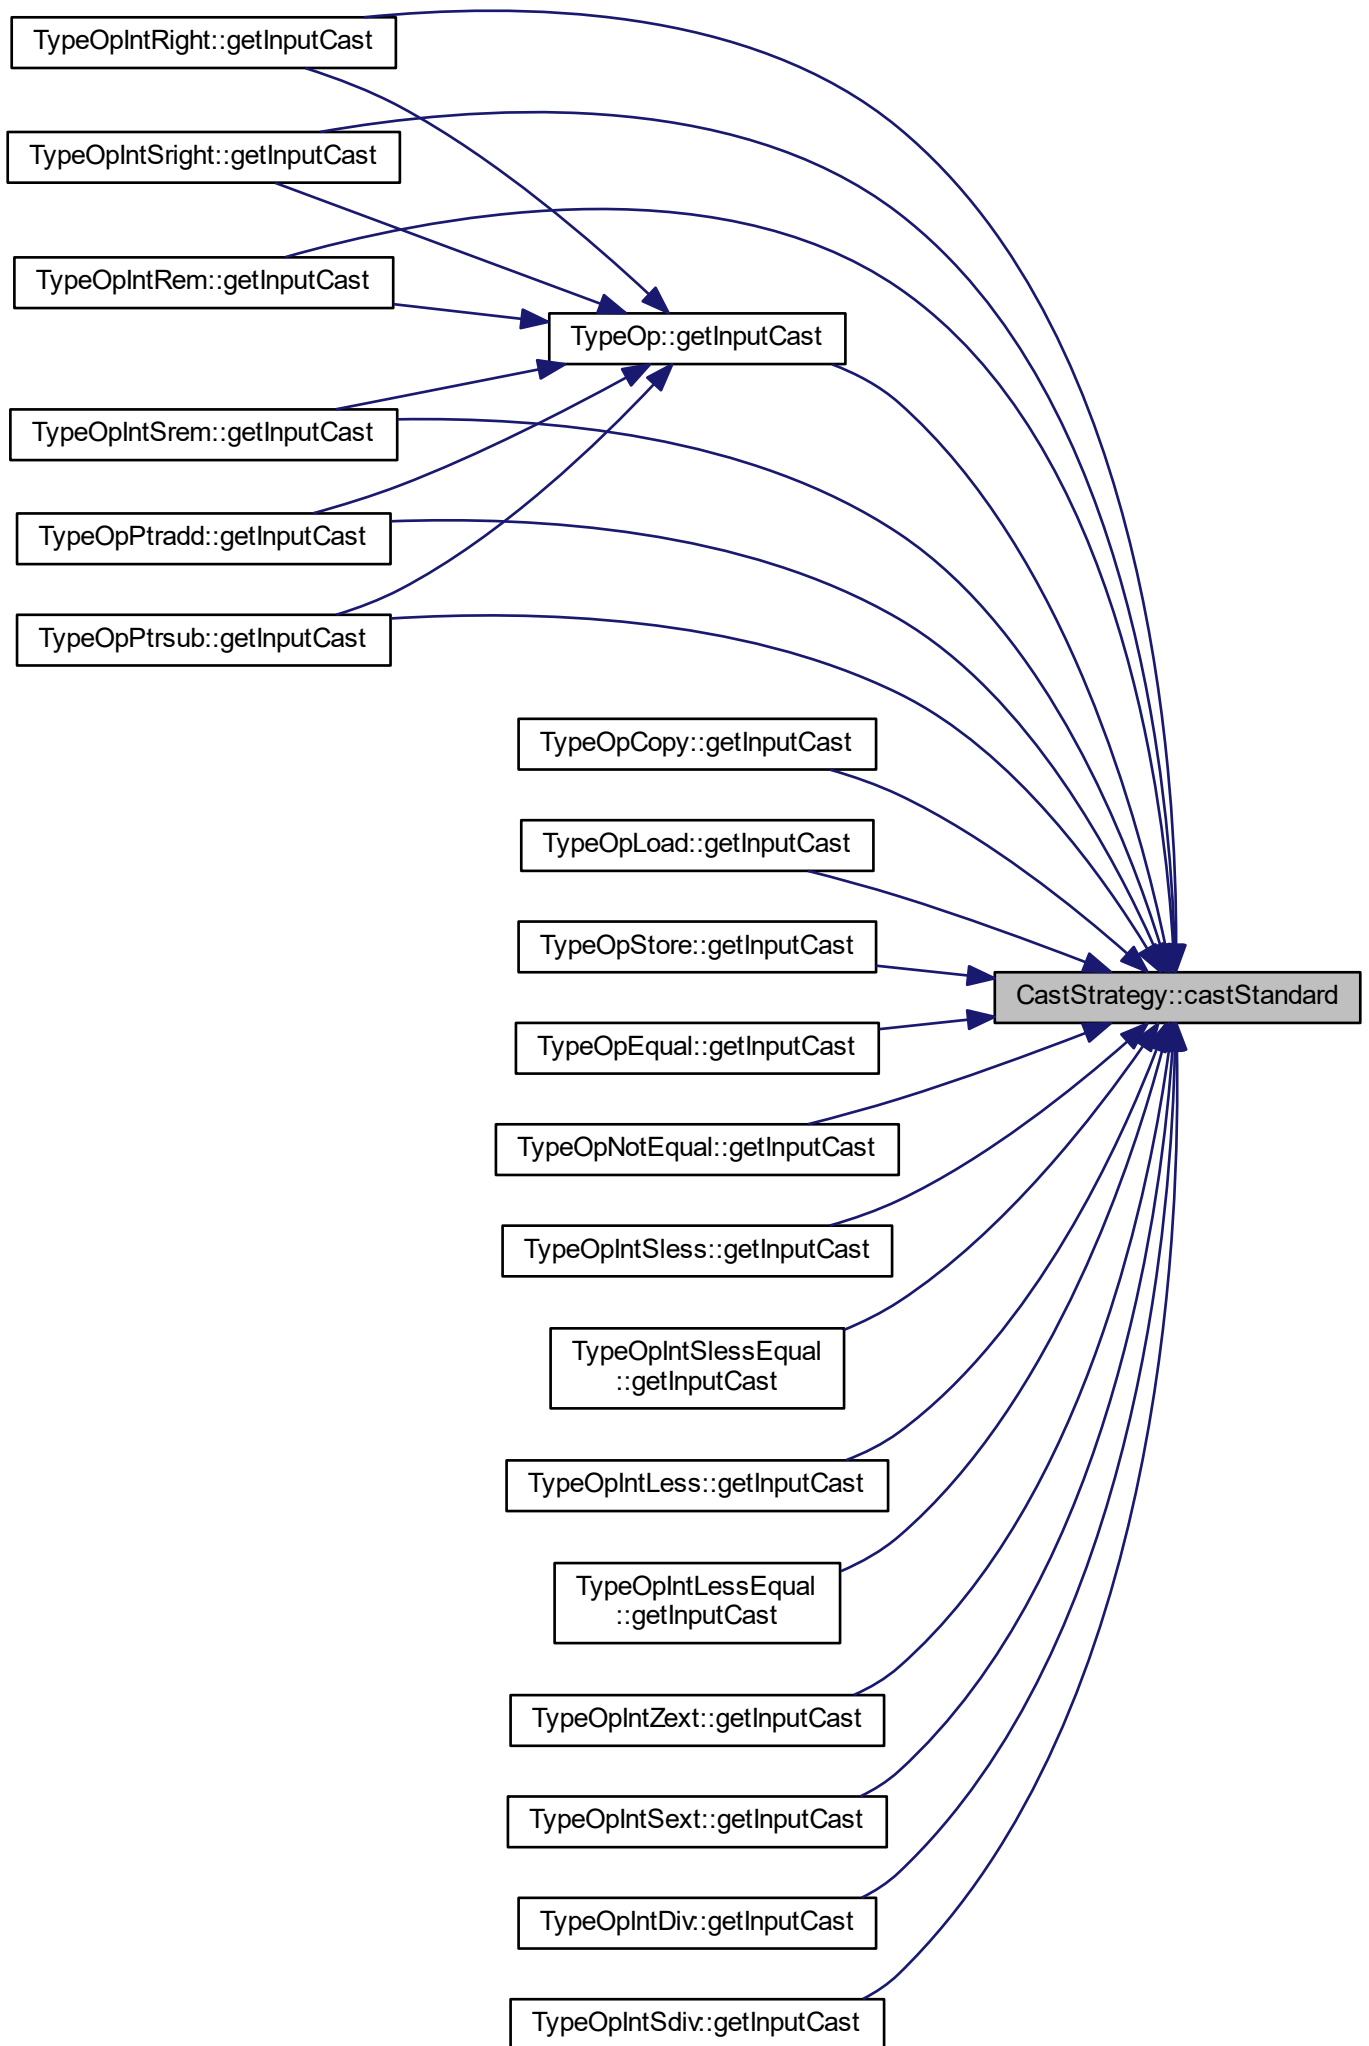 TypeOpIntRight::getInputCast
TypeOpIntSright::getInputCast
TypeOpIntRem::getInputCast
TypeOp::getInputCast
TypeOpIntSrem::getInputCast
TypeOpPtradd::getInputCast
TypeOpPtrsub::getInputCast
TypeOpCopy::getInputCast
TypeOpLoad::getInputCast
TypeOpStore::getInputCast
CastStrategy::castStandard
TypeOpEqual::getInputCast
TypeOpNotEqual::getInputCast
TypeOpIntSless::getInputCast
TypeOpIntSlessEqual
::getInputCast
TypeOpIntLess::getInputCast
TypeOpIntLessEqual
::getInputCast
TypeOpIntZext::getInputCast
TypeOpIntSext::getInputCast
TypeOpIntDiv::getInputCast
TypeOpIntSdiv::getInputCast